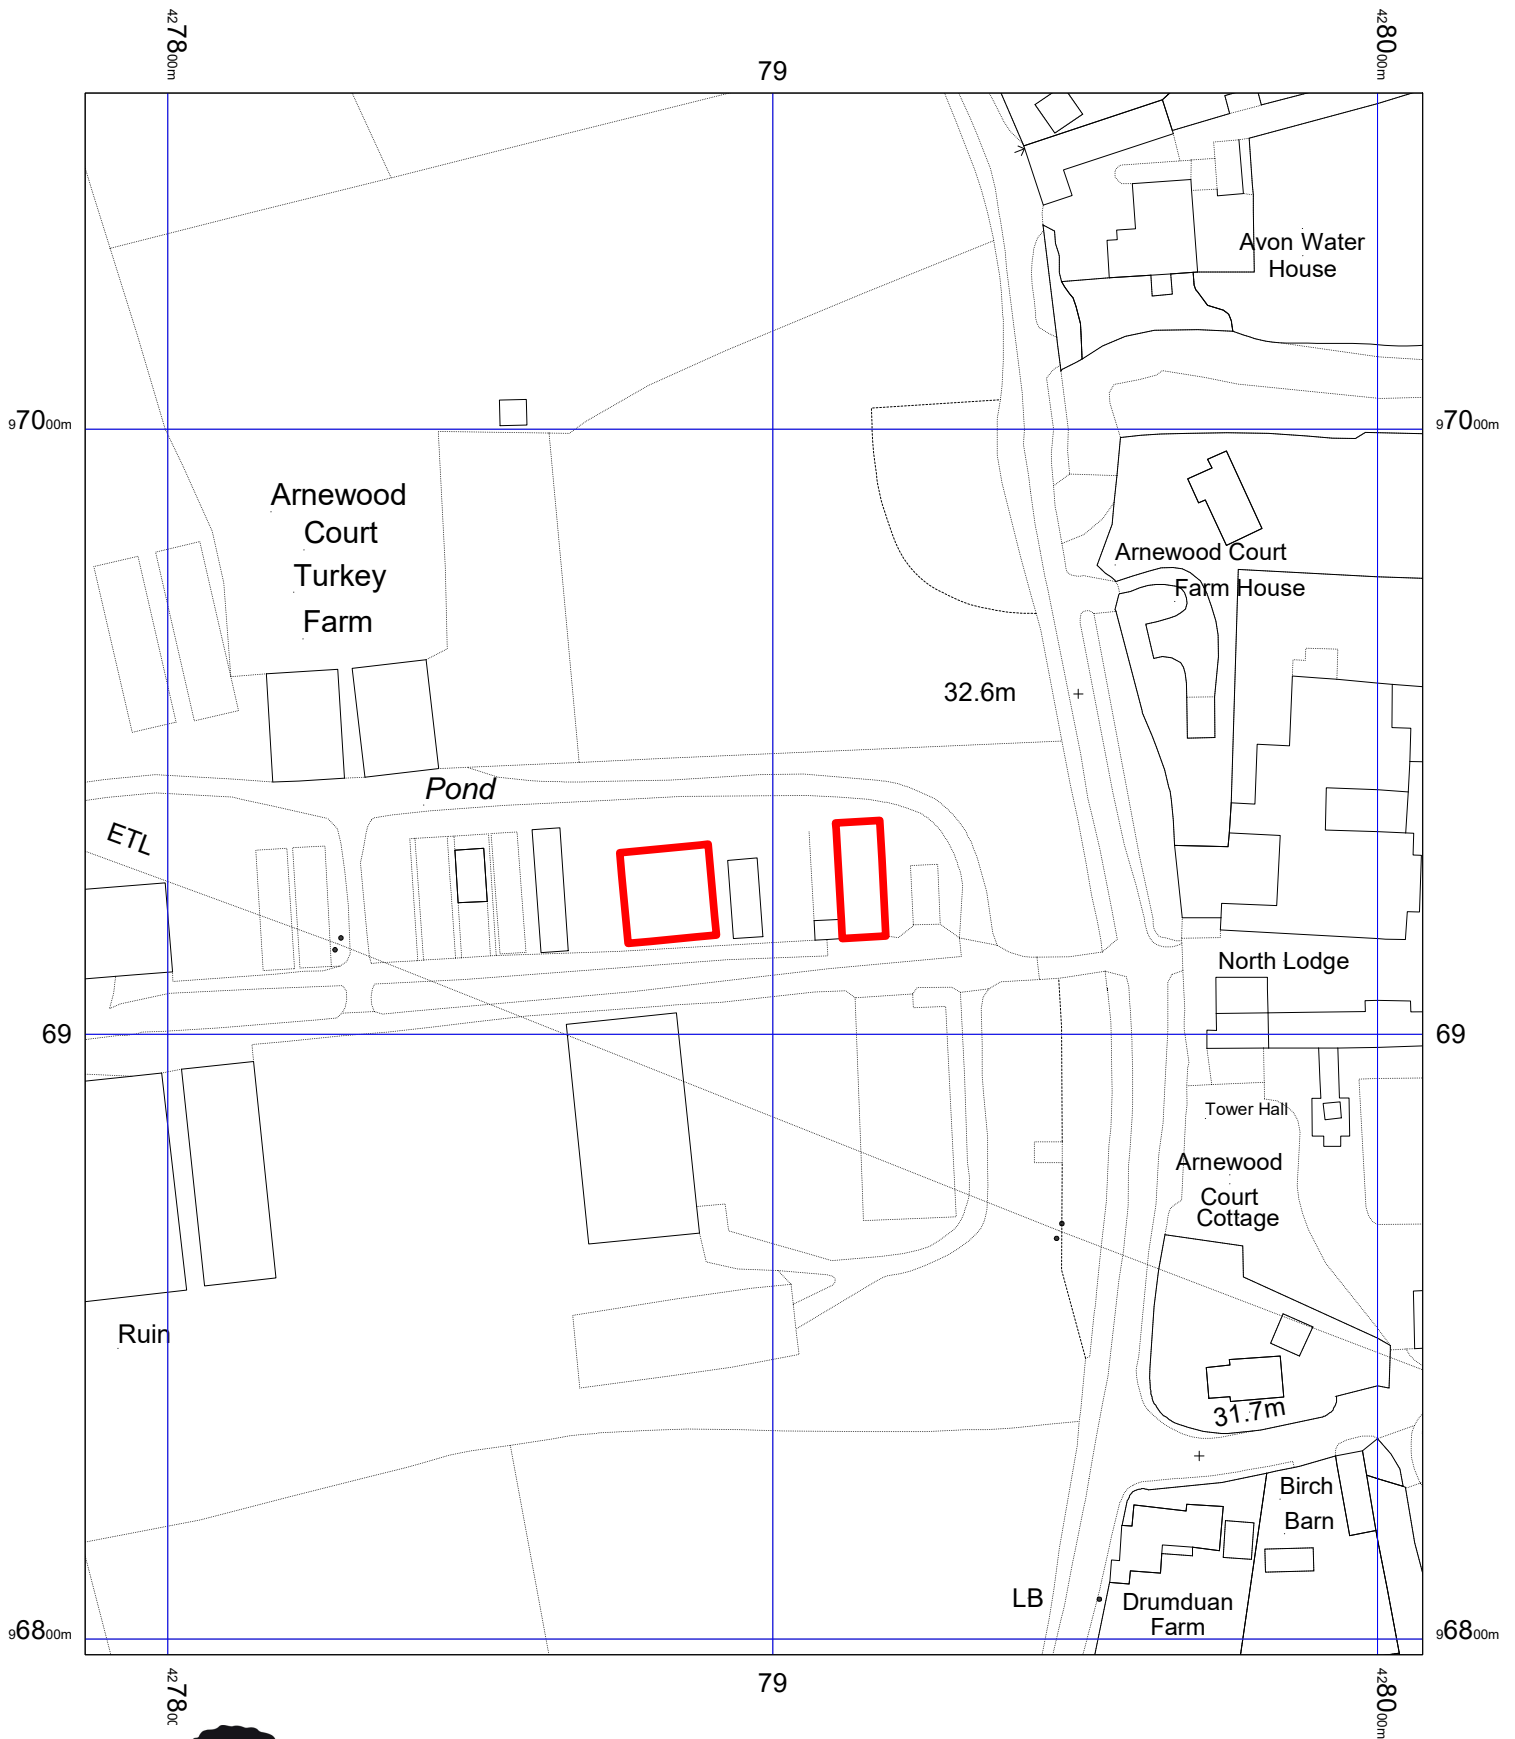 427800m
79
428000m
Avon Water
House
97000m
97000m
Arnewood
Court
Turkey
Farm
Arnewood Court
Farm House
32.6m
Pond
ETL
North Lodge
69
69
Tower Hall
Arnewood
Court
Cottage
Ruin
31.7m
Birch
Barn
LB
Drumduan
Farm
96800m
96800m
42780
79
428000m